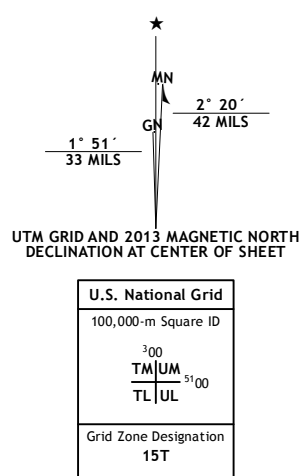 ★
MN
GN
2° 20´
42 MILS
1° 51´
33 MILS
UTM GRID AND 2013 MAGNETIC NORTH
DECLINATION AT CENTER OF SHEET
U.S. National Grid
100,000-m Square ID
³00
TM UM
⁵¹00
TL UL
Grid Zone Designation
15T